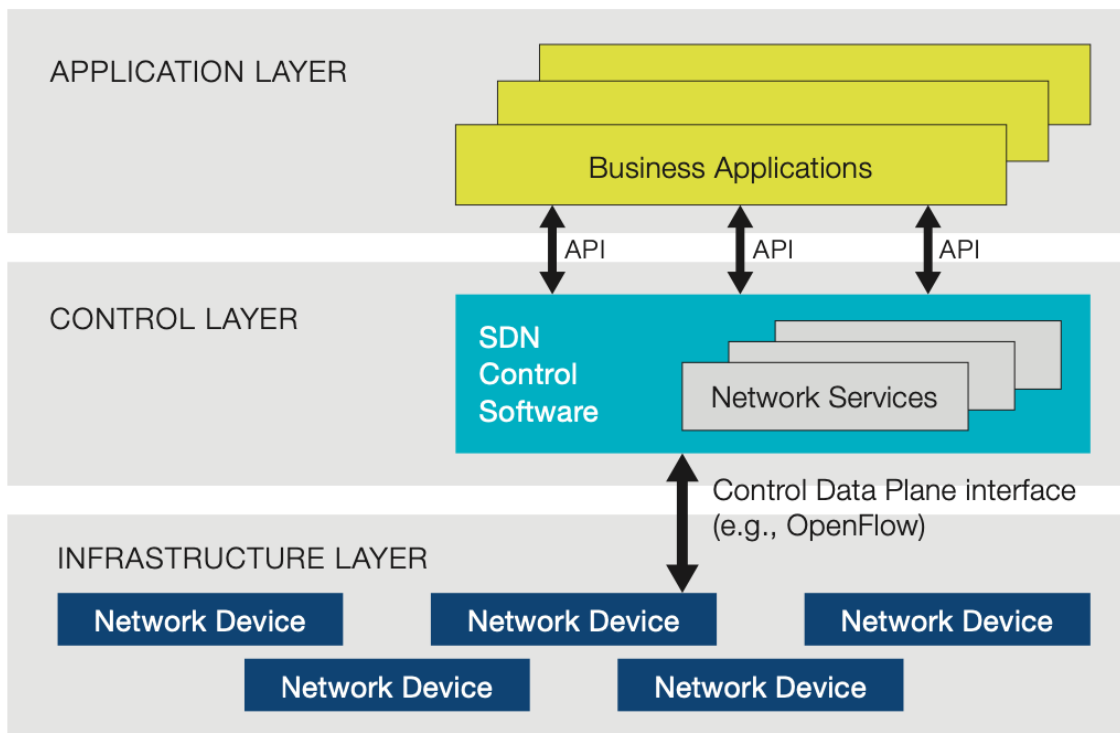 APPLICATION LAYER
Business Applications
API
API
API
CONTROL LAYER
SDN
Control
Software
Network Services
Control Data Plane interface
(e.g., OpenFlow)
INFRASTRUCTURE LAYER
Network Device
Network Device
Network Device
Network Device
Network Device